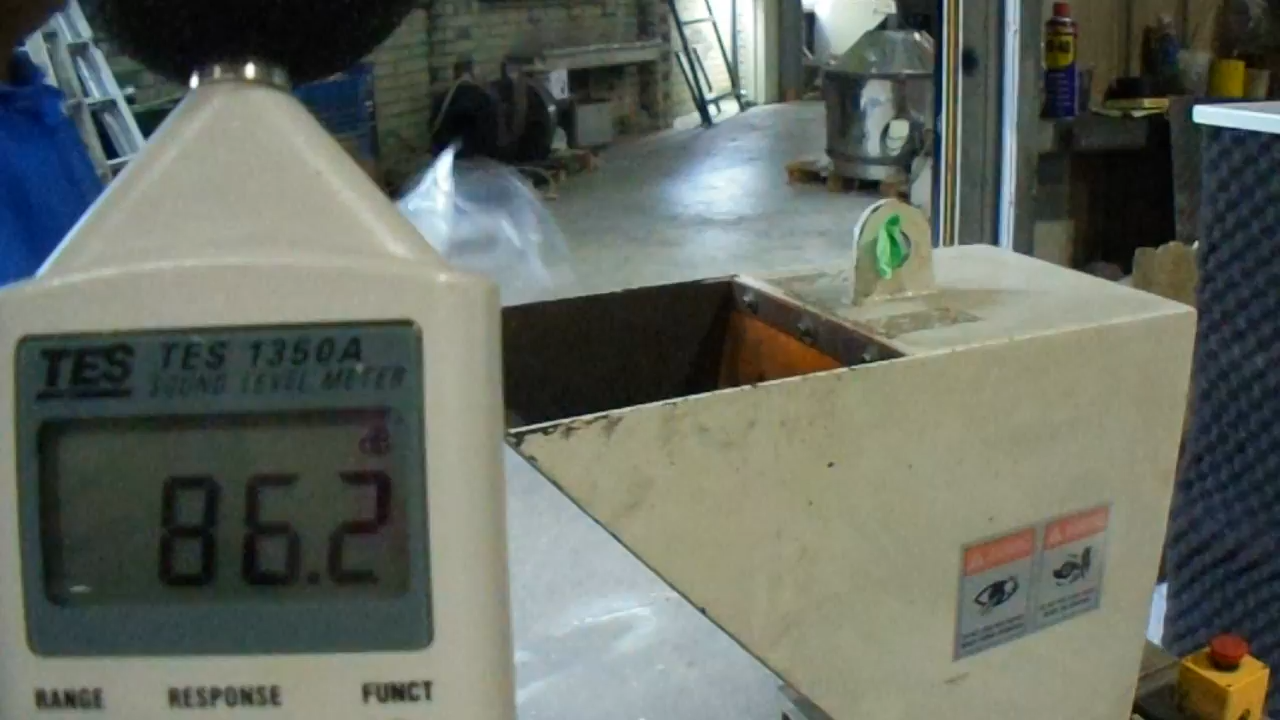 TES TES 1350A
SOUND LEVEL METER
dB
86.2
RANGE RESPONSE FUNCT